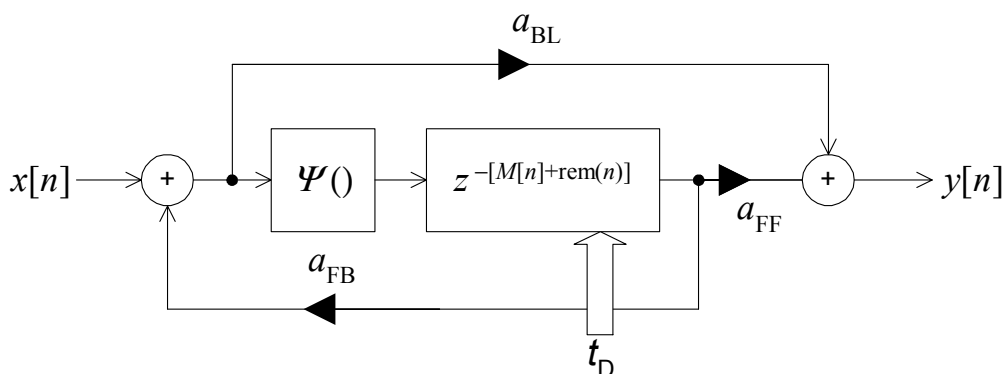 a_BL
x[n] + Ψ() z^{-[M[n]+rem(n)]} + y[n]
a_FF
a_FB
t_D